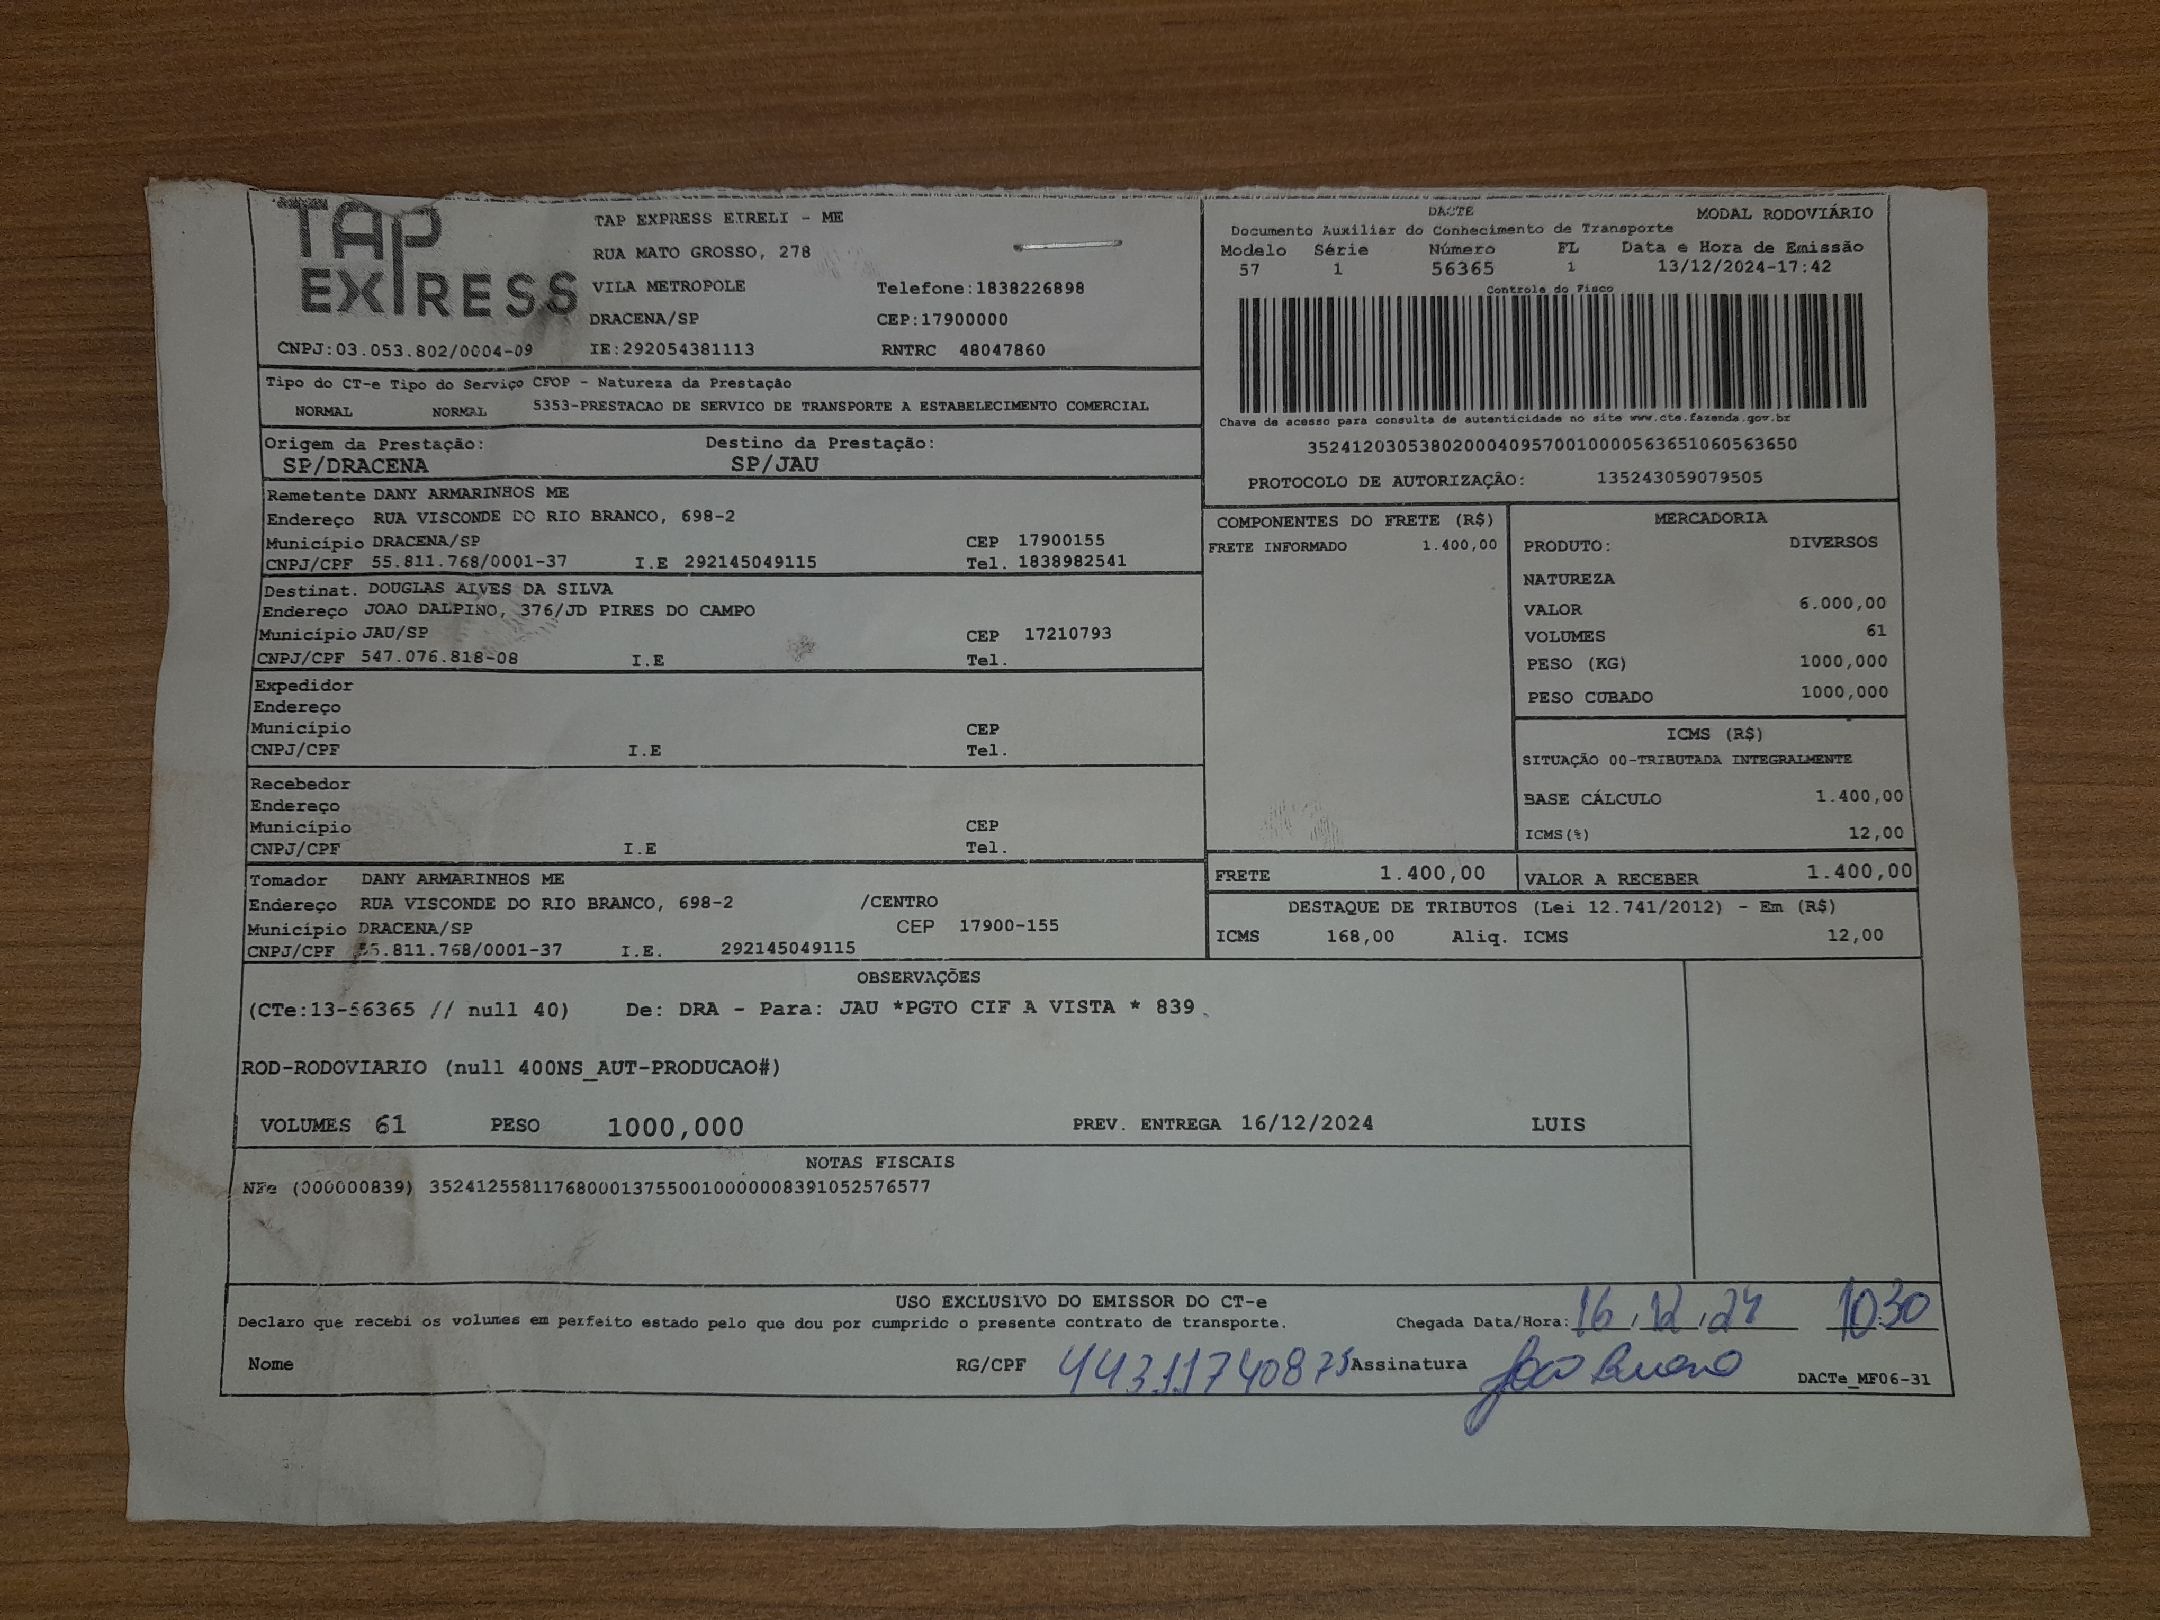 TAP
EXPRESS
TAP EXPRESS EIRELI - ME
RUA MATO GROSSO, 278
VILA METROPOLE Telefone:1838226898
DRACENA/SP CEP:17900000
CNPJ:03.053.802/0004-09 IE:292054381113 RNTRC 48047860
DACTE MODAL RODOVIÁRIO
Documento Auxiliar do Conhecimento de Transporte
Modelo Série Número FL Data e Hora de Emissão
57 1 56365 1 13/12/2024-17:42
Controle do Fisco
Chave de acesso para consulta de autenticidade no site www.cte.fazenda.gov.br
35241203053802000409570010000563651060563650
PROTOCOLO DE AUTORIZAÇÃO: 135243059079505
Tipo do CT-e Tipo do Serviço CFOP - Natureza da Prestação
NORMAL NORMAL 5353-PRESTACAO DE SERVICO DE TRANSPORTE A ESTABELECIMENTO COMERCIAL
Origem da Prestação: Destino da Prestação:
SP/DRACENA SP/JAU
Remetente DANY ARMARINHOS ME
Endereço RUA VISCONDE DO RIO BRANCO, 698-2
Município DRACENA/SP CEP 17900155
CNPJ/CPF 55.811.768/0001-37 I.E 292145049115 Tel. 1838982541
Destinat. DOUGLAS ALVES DA SILVA
Endereço JOAO DALPINO, 376/JD PIRES DO CAMPO
Município JAU/SP CEP 17210793
CNPJ/CPF 547.076.818-08 I.E Tel.
Expedidor
Endereço
Município CEP
CNPJ/CPF I.E Tel.
Recebedor
Endereço
Município CEP
CNPJ/CPF I.E Tel.
Tomador DANY ARMARINHOS ME
Endereço RUA VISCONDE DO RIO BRANCO, 698-2 /CENTRO
Município DRACENA/SP CEP 17900-155
CNPJ/CPF 55.811.768/0001-37 I.E. 292145049115
COMPONENTES DO FRETE (R$)
FRETE INFORMADO 1.400,00
MERCADORIA
PRODUTO: DIVERSOS
NATUREZA
VALOR 6.000,00
VOLUMES 61
PESO (KG) 1000,000
PESO CUBADO 1000,000
ICMS (R$)
SITUAÇÃO 00-TRIBUTADA INTEGRALMENTE
BASE CÁLCULO 1.400,00
ICMS(%) 12,00
FRETE 1.400,00 VALOR A RECEBER 1.400,00
DESTAQUE DE TRIBUTOS (Lei 12.741/2012) - Em (R$)
ICMS 168,00 Aliq. ICMS 12,00
OBSERVAÇÕES
(CTe:13-56365 // null 40) De: DRA - Para: JAU *PGTO CIF A VISTA * 839
ROD-RODOVIARIO (null 400NS_AUT-PRODUCAO#)
VOLUMES 61 PESO 1000,000 PREV. ENTREGA 16/12/2024 LUIS
NOTAS FISCAIS
NFe (000000839) 35241255811768000137550010000008391052576577
USO EXCLUSIVO DO EMISSOR DO CT-e
Declaro que recebi os volumes em perfeito estado pelo que dou por cumprido o presente contrato de transporte. Chegada Data/Hora: 16.12.24 10:30
Nome RG/CPF 44311740875 Assinatura João Bueno DACTe_MF06-31